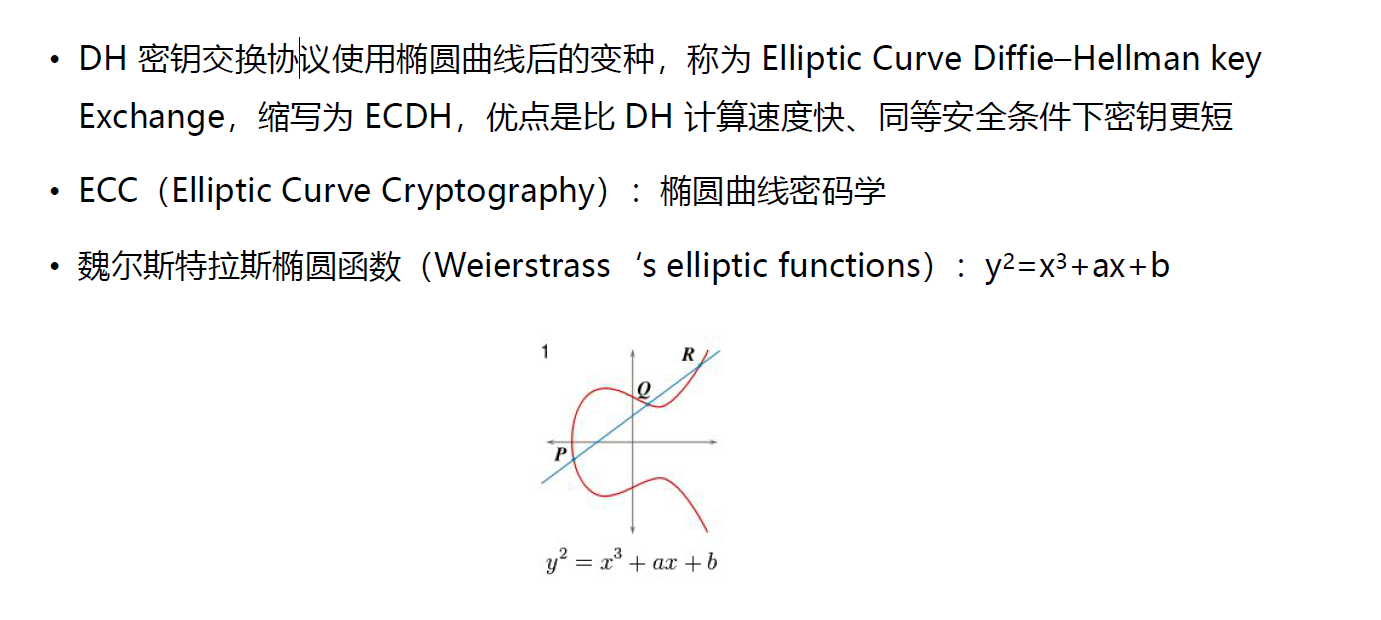 • DH 密钥交换协议使用椭圆曲线后的变种，称为 Elliptic Curve Diffie–Hellman key
Exchange，缩写为 ECDH，优点是比 DH 计算速度快、同等安全条件下密钥更短
• ECC（Elliptic Curve Cryptography）：椭圆曲线密码学
• 魏尔斯特拉斯椭圆函数（Weierstrass‘s elliptic functions）：y²=x³+ax+b
1
R
Q
P
y² = x³ + ax + b